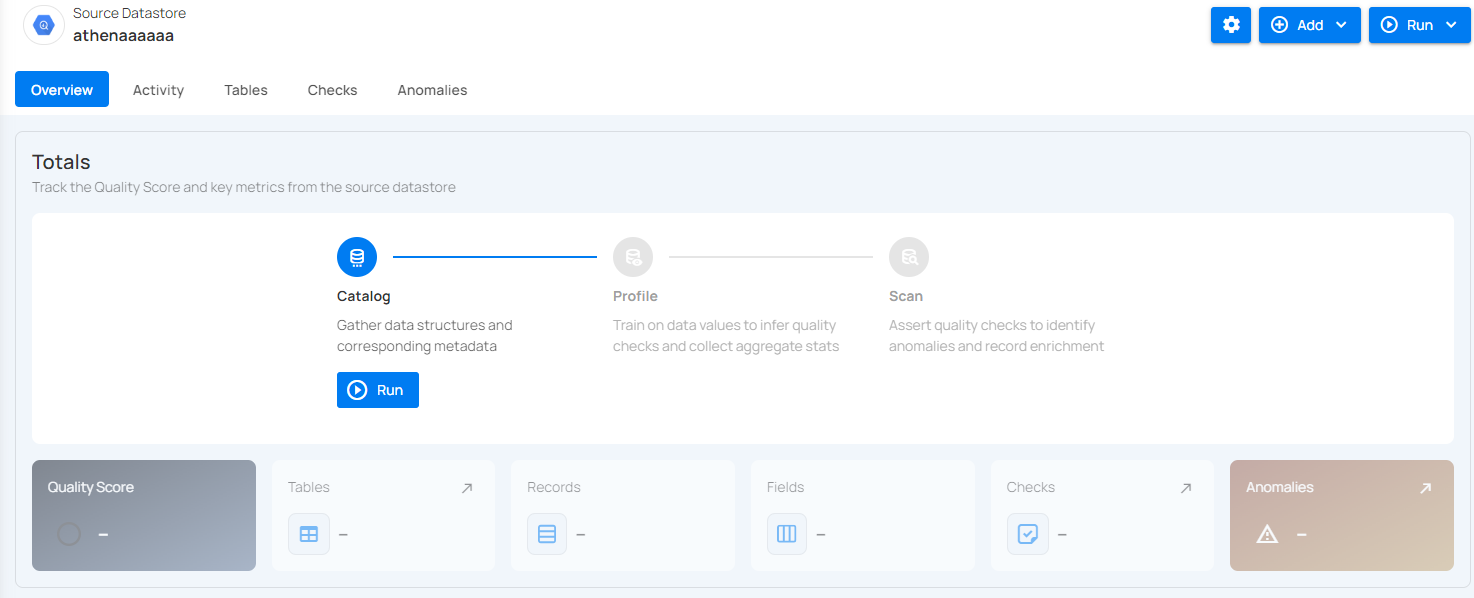 Source Datastore
athenaaaaaa
Add
Run
Overview
Activity
Tables
Checks
Anomalies
Totals
Track the Quality Score and key metrics from the source datastore
Catalog
Gather data structures and
corresponding metadata
Run
Profile
Train on data values to infer quality
checks and collect aggregate stats
Scan
Assert quality checks to identify
anomalies and record enrichment
Quality Score
–
Tables
–
Records
–
Fields
–
Checks
–
Anomalies
–